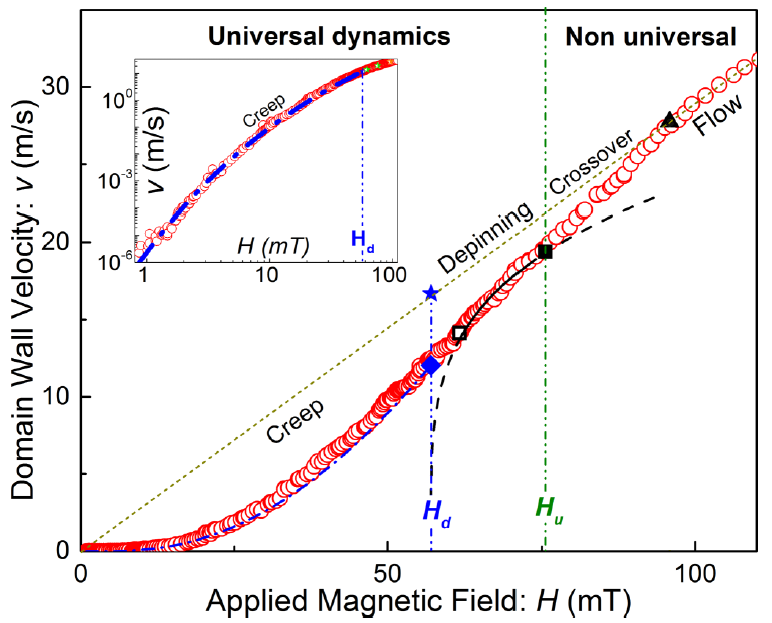 Universal dynamics
Non universal
Creep
v (m/s)
10^0
10^-3
10^-6
1
10
100
H (mT)
H_d
Domain Wall Velocity: v (m/s)
30
20
10
0
Creep
Depinning
Crossover
Flow
H_d
H_u
0
50
100
Applied Magnetic Field: H (mT)